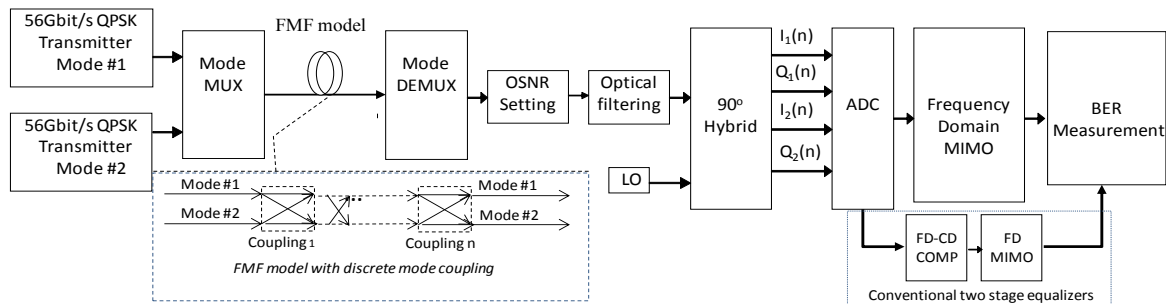 56Gbit/s QPSK
Transmitter
Mode #1
56Gbit/s QPSK
Transmitter
Mode #2
Mode
MUX
FMF model
Mode
DEMUX
OSNR
Setting
Optical
filtering
LO
90° 
Hybrid
I1(n)
Q1(n)
I2(n)
Q2(n)
ADC
Frequency
Domain
MIMO
BER
Measurement
Mode #1
Mode #2
Coupling 1
Mode #1
Mode #2
Coupling n
FMF model with discrete mode coupling
FD-CD
COMP
FD
MIMO
Conventional two stage equalizers